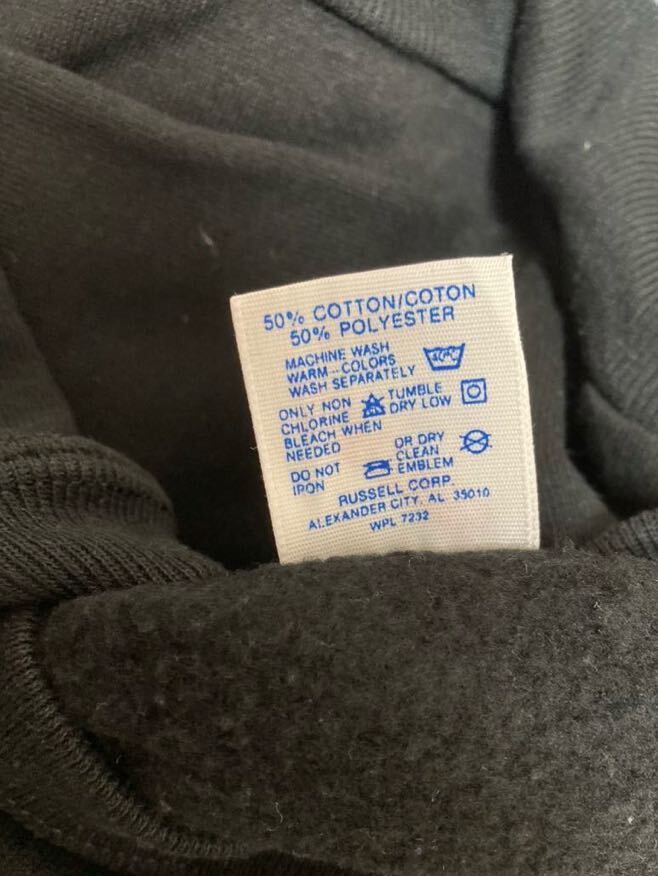 50% COTTON/COTON
50% POLYESTER
MACHINE WASH
WARM--COLORS
WASH SEPARATELY
40°C
ONLY NON
CHLORINE
BLEACH WHEN
NEEDED
TUMBLE
DRY LOW
DO NOT
IRON
OR DRY
CLEAN
EMBLEM
RUSSELL CORP.
ALEXANDER CITY, AL 35010
WPL 7232